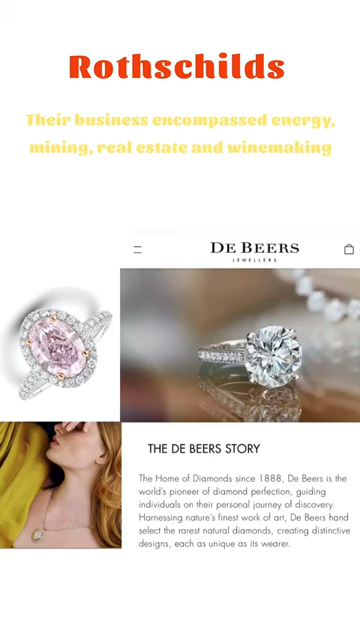 Rothschilds
Their business encompassed energy,
mining, real estate and winemaking
DE BEERS
JEWELLERS
THE DE BEERS STORY
The Home of Diamonds since 1888, De Beers is the
world's pioneer of diamond perfection, guiding
individuals on their personal journey of discovery.
Harnessing nature's finest work of art, De Beers hand
select the rarest natural diamonds, creating distinctive
designs, each as unique as its wearer.